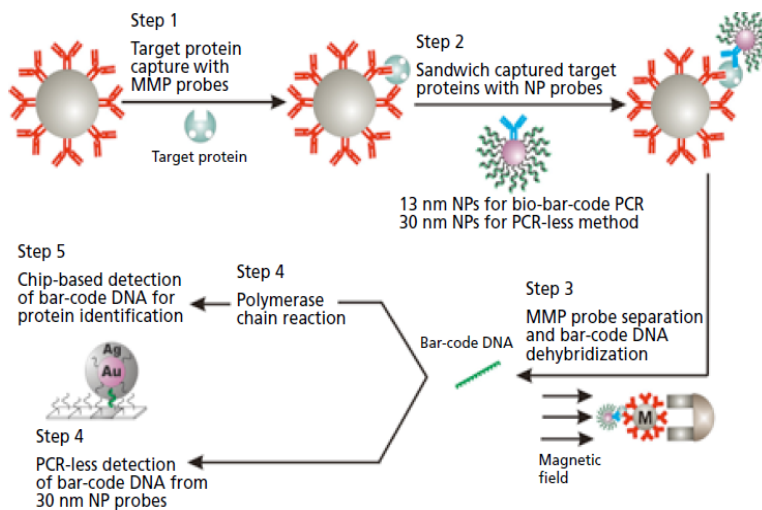 Step 1
Target protein
capture with
MMP probes
Target protein
Step 2
Sandwich captured target
proteins with NP probes
13 nm NPs for bio-bar-code PCR
30 nm NPs for PCR-less method
Step 3
MMP probe separation
and bar-code DNA
dehybridization
M
Magnetic
field
Bar-code DNA
Step 4
Polymerase
chain reaction
Step 5
Chip-based detection
of bar-code DNA for
protein identification
Ag
Au
Step 4
PCR-less detection
of bar-code DNA from
30 nm NP probes